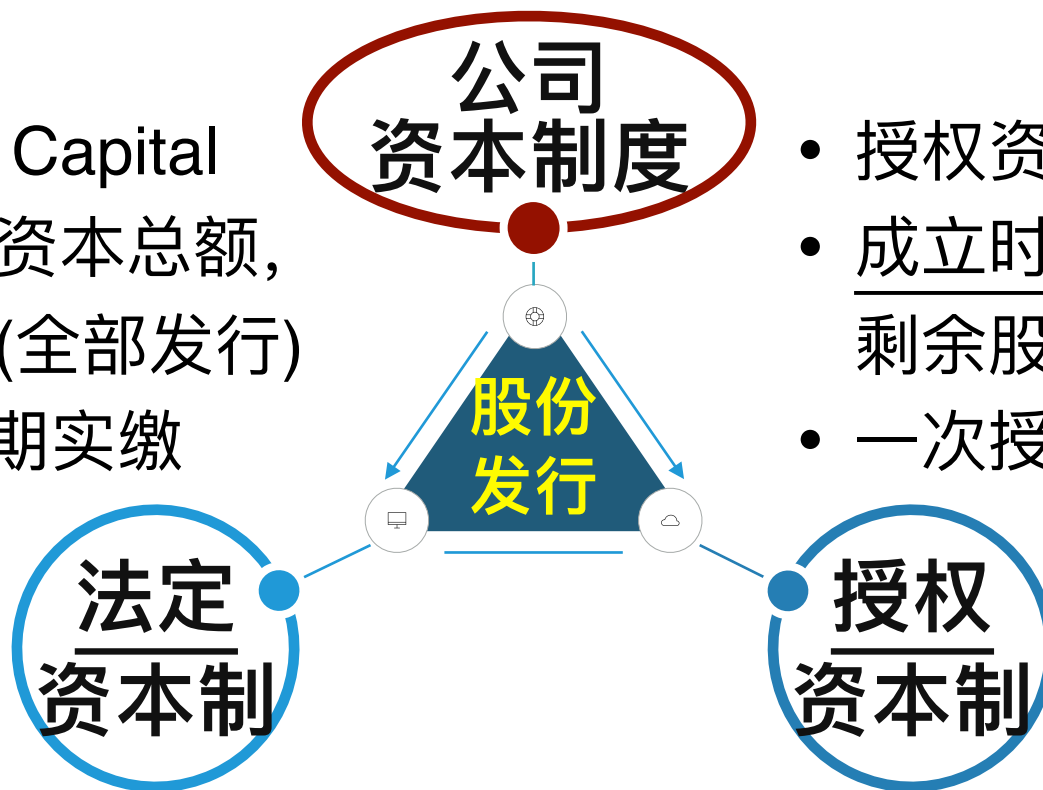 公司
资本制度
Capital
资本总额,
(全部发行)
期实缴
授权资
成立时
剩余股
一次授
股份
发行
法定
资本制
授权
资本制